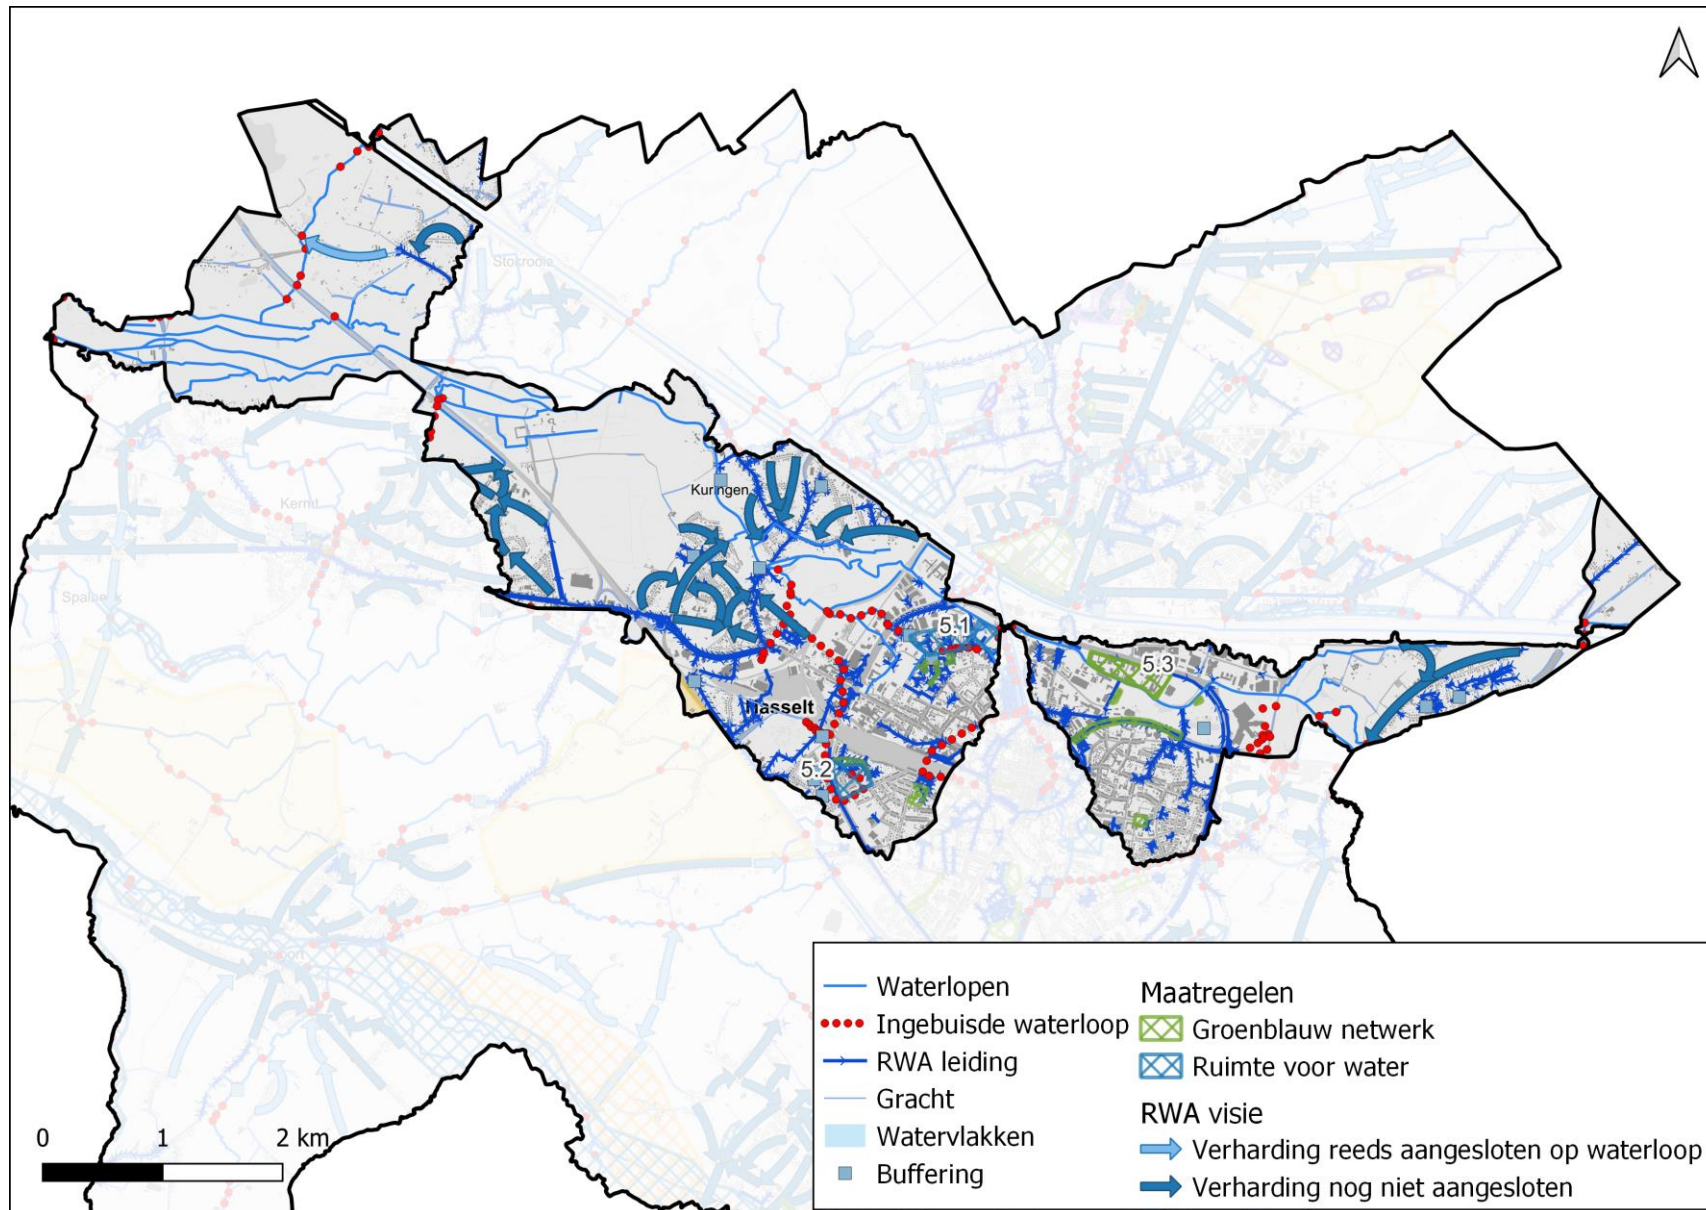 Stokrooie
Kuringen
Kermt
5.1
5.3
Hasselt
5.2
Waterlopen
Ingebuisde waterloop
RWA leiding
Gracht
Watervlakken
Buffering
Maatregelen
Groenblauw netwerk
Ruimte voor water
RWA visie
Verharding reeds aangesloten op waterloop
Verharding nog niet aangesloten
0 1 2 km